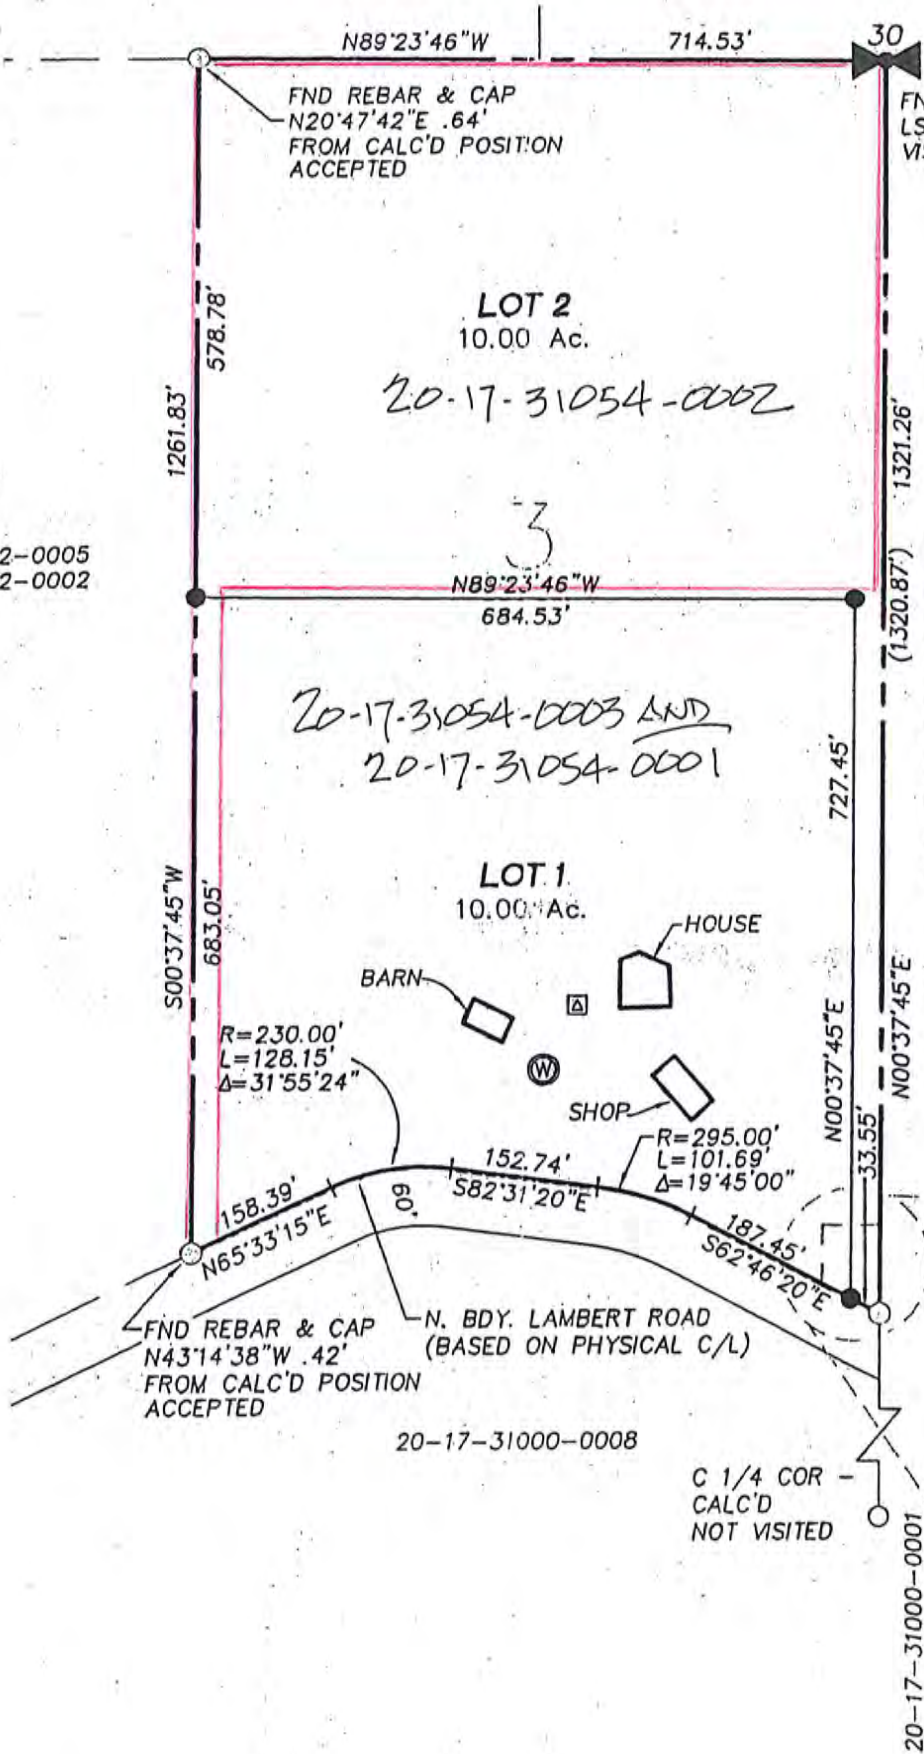 N89°23'46"W
714.53'
30
FND REBAR & CAP
N20°47'42"E .64'
FROM CALC'D POSITION
ACCEPTED
FN
LS
VIS
578.78'
1261.83'
LOT 2
10.00 Ac.
20-17-31054-0002
1321.26'
(1320.87')
2-0005
2-0002
3
N89°23'46"W
684.53'
20-17-31054-0003 AND
20-17-31054-0001
727.45'
LOT 1
10.00 Ac.
S00°37'45"W
683.05'
HOUSE
BARN
Δ
W
SHOP
R=230.00'
L=128.15'
Δ=31°55'24"
N00°37'45"E
N00°37'45"E
33.55'
R=295.00'
L=101.69'
Δ=19°45'00"
152.74'
S82°31'20"E
158.39'
N65°33'15"E
60'
187.45'
S62°46'20"E
FND REBAR & CAP
N43°14'38"W .42'
FROM CALC'D POSITION
ACCEPTED
N. BDY. LAMBERT ROAD
(BASED ON PHYSICAL C/L)
20-17-31000-0008
C 1/4 COR
CALC'D
NOT VISITED
20-17-31000-0001